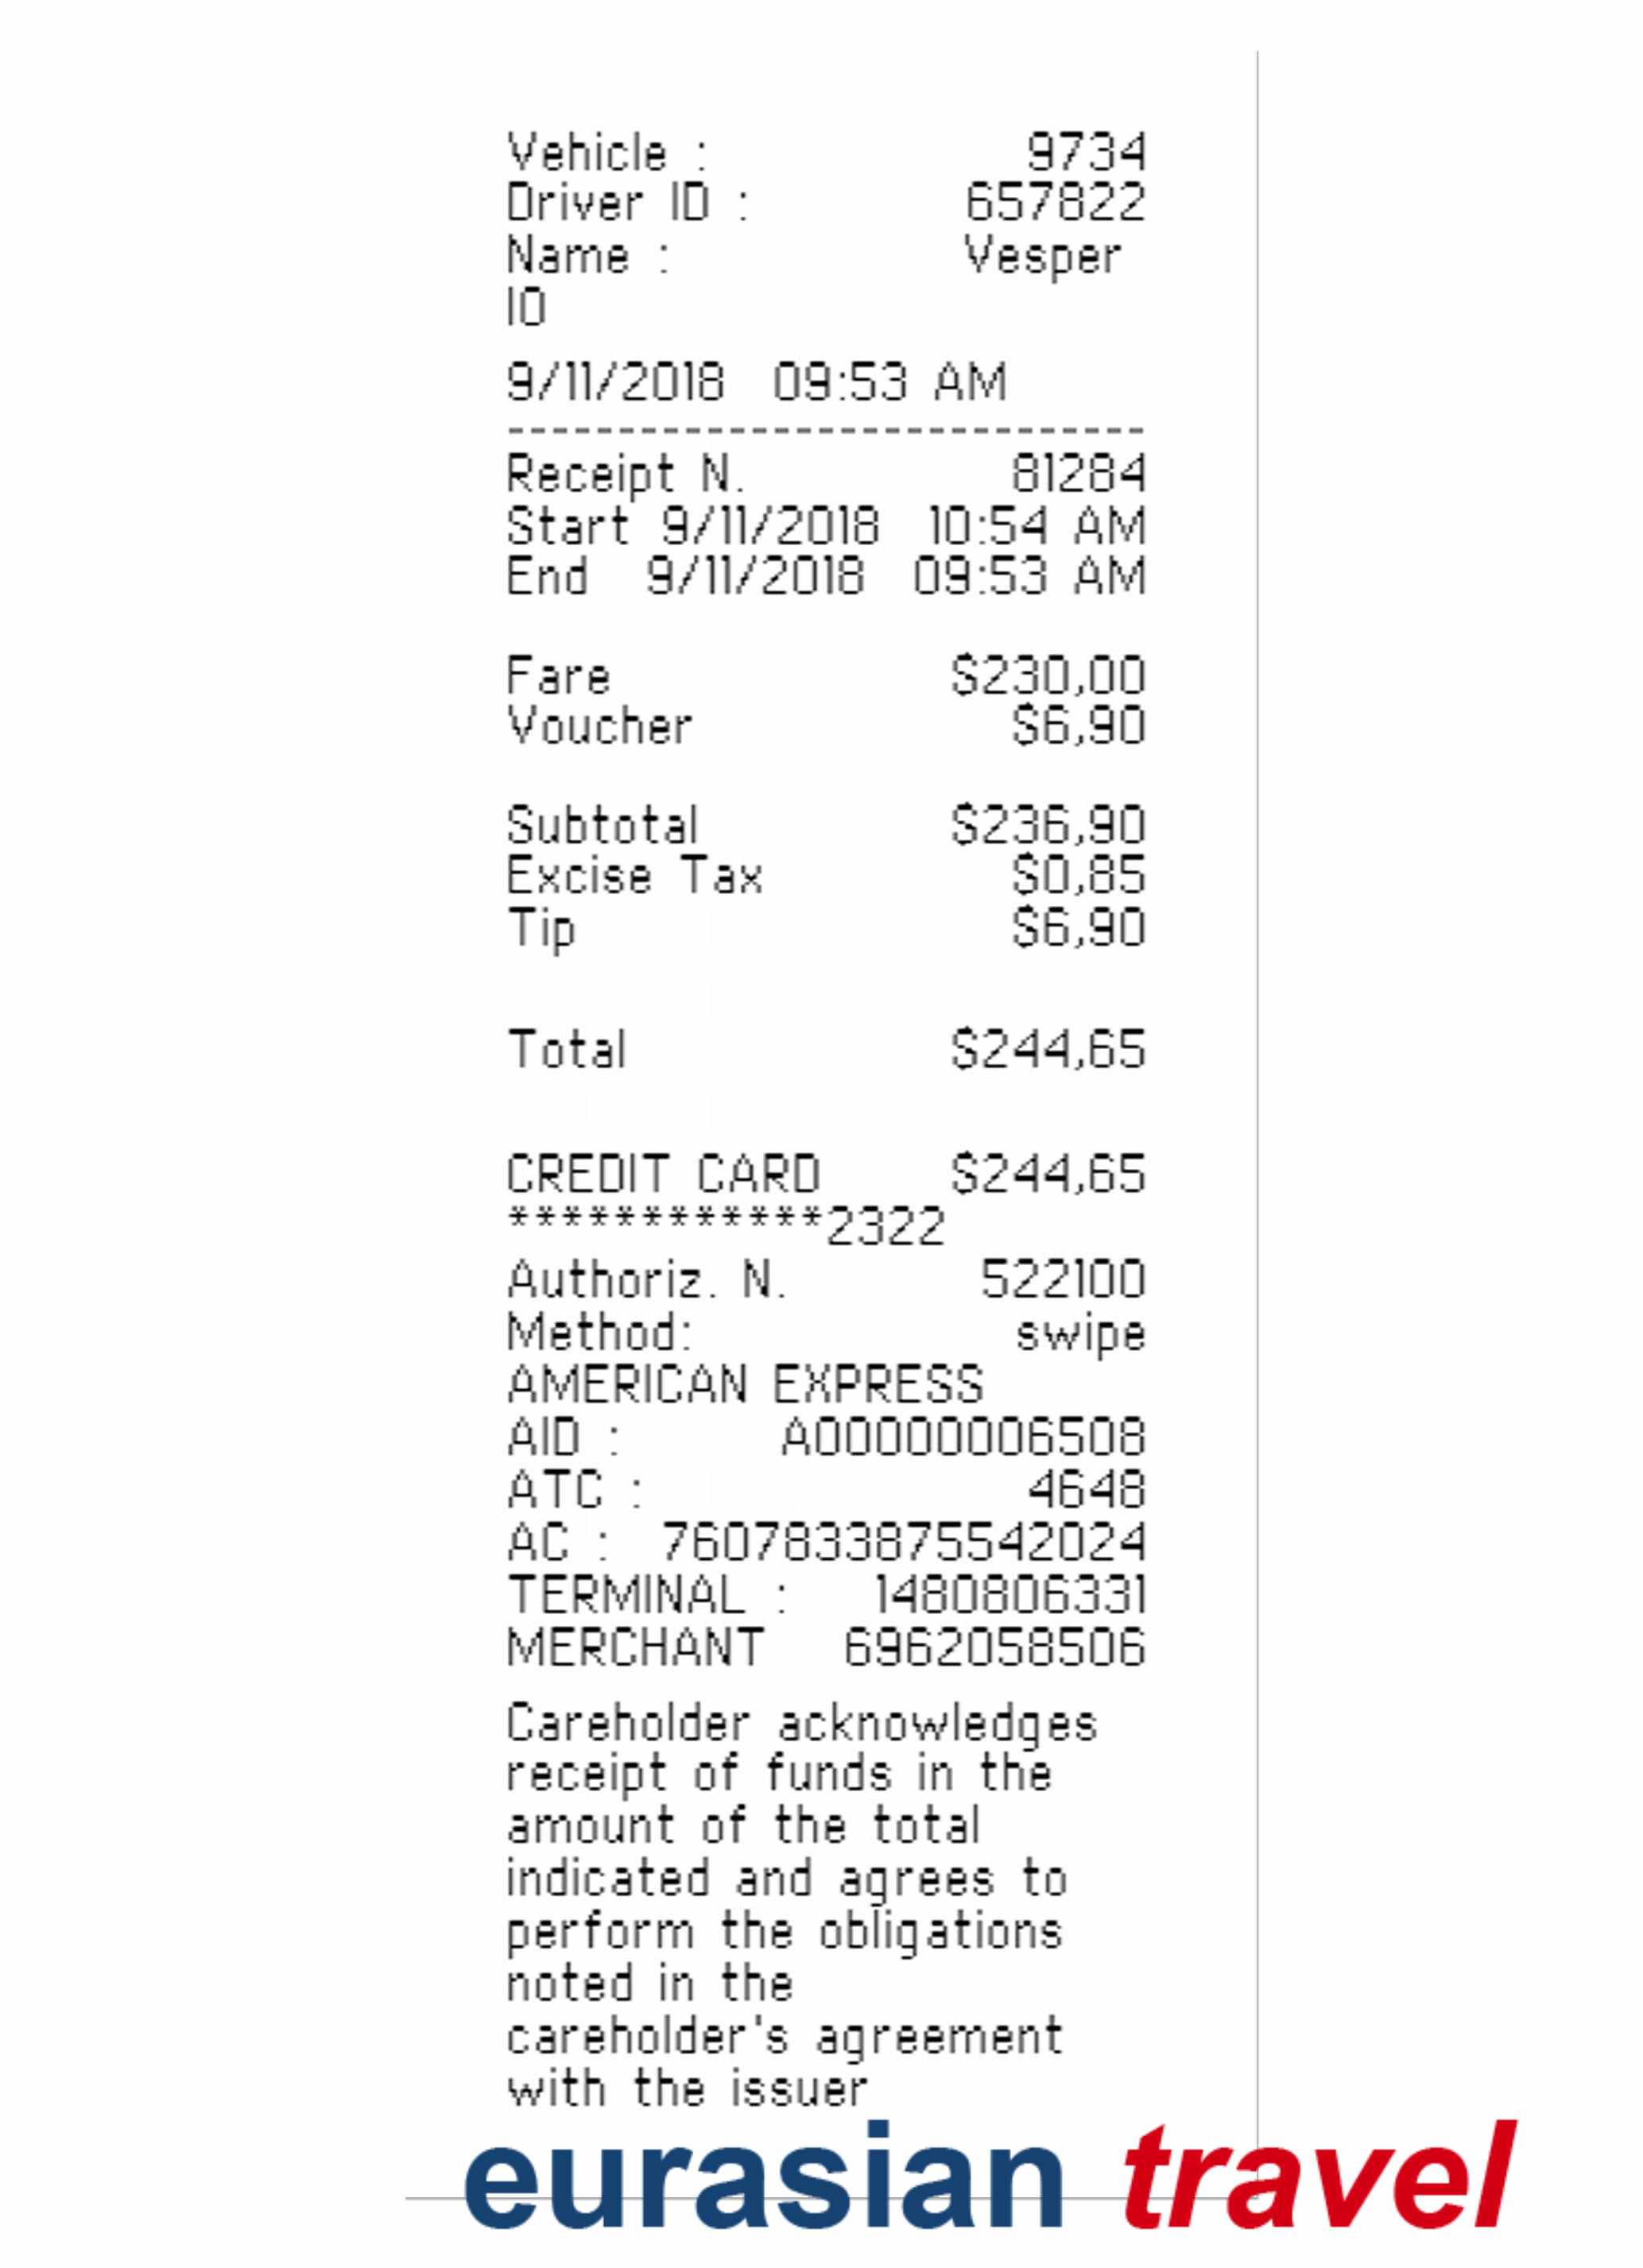 Vehicle : 9734
Driver ID : 657822
Name : Vesper
IO
9/11/2018 09:53 AM
------------------------------
Receipt N. 81284
Start 9/11/2018 10:54 AM
End 9/11/2018 09:53 AM
Fare $230,00
Voucher $6,90
Subtotal $236,90
Excise Tax $0,85
Tip $6,90
Total $244,65
CREDIT CARD $244,65
************2322
Authoriz. N. 522100
Method: swipe
AMERICAN EXPRESS
AID : A00000006508
ATC : 4648
AC : 7607833875542024
TERMINAL : 1480806331
MERCHANT 6962058506
Careholder acknowledges
receipt of funds in the
amount of the total
indicated and agrees to
perform the obligations
noted in the
careholder's agreement
with the issuer
eurasian travel